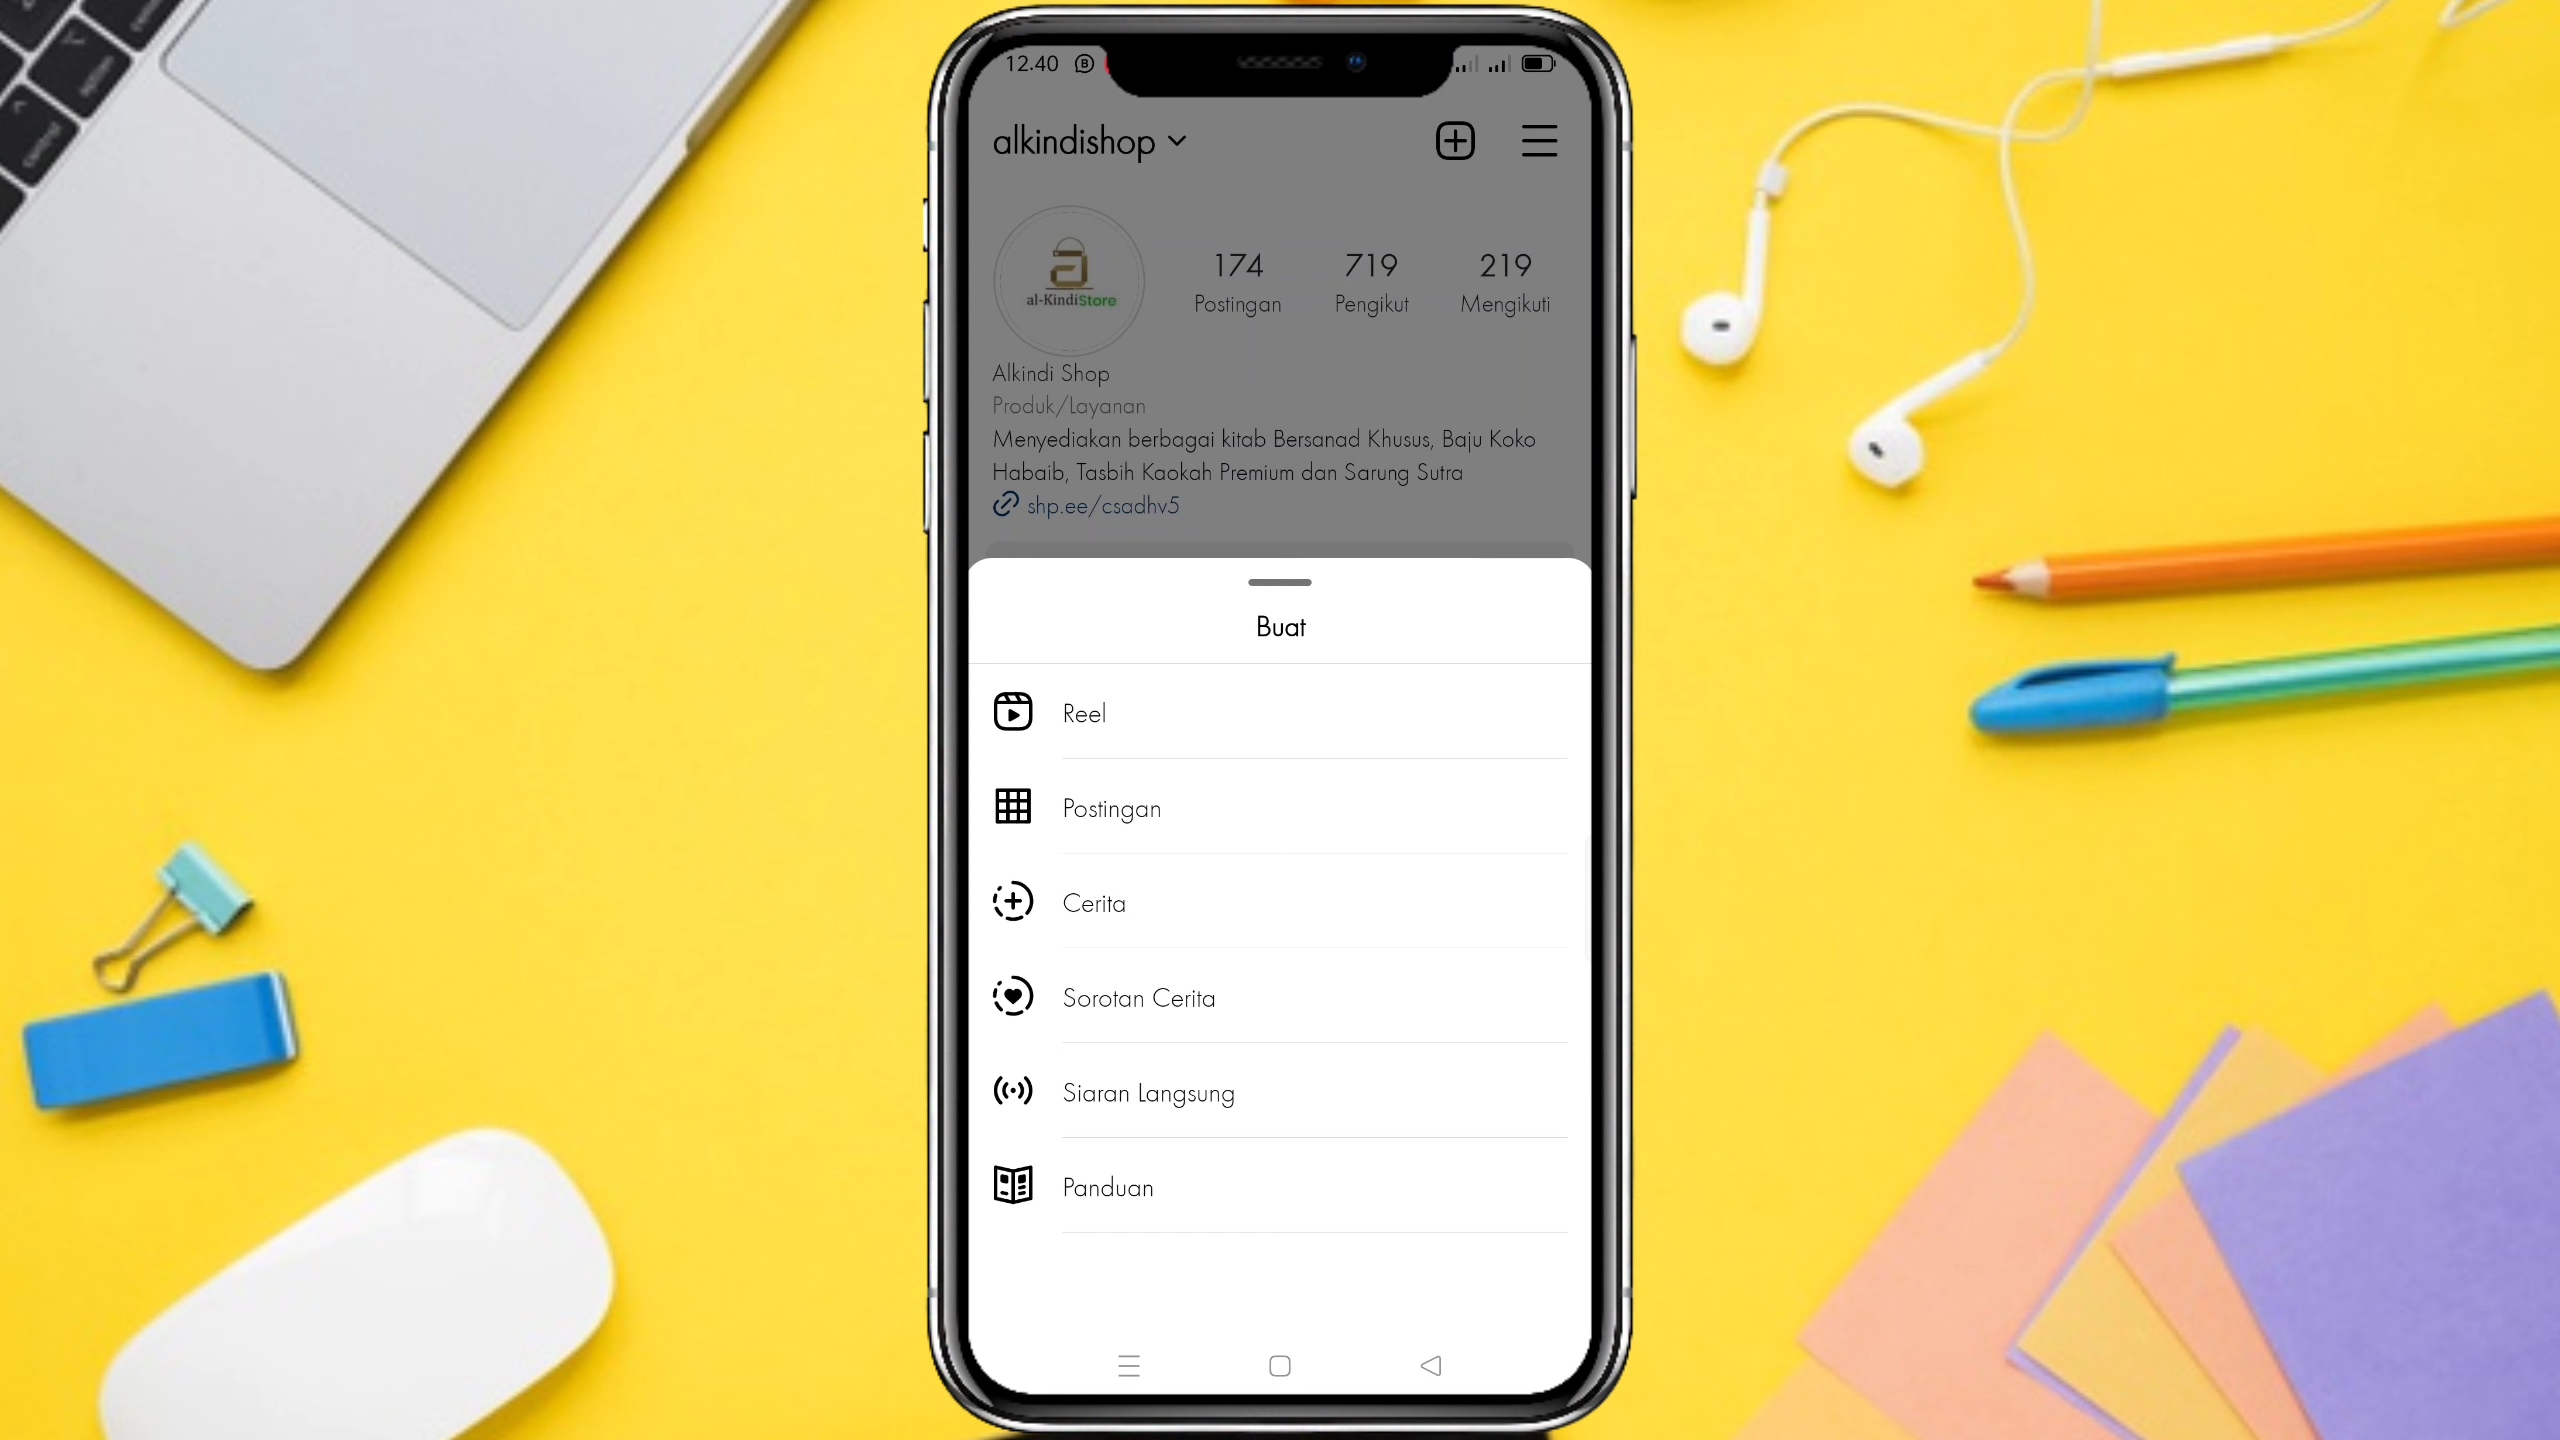 option
control
12.40
alkindishop
al-KindiStore
174 719 219
Postingan Pengikut Mengikuti
Alkindi Shop
Produk/Layanan
Menyediakan berbagai kitab Bersanad Khusus, Baju Koko
Habaib, Tasbih Kaokah Premium dan Sarung Sutra
shp.ee/csadhv5
Buat
Reel
Postingan
Cerita
Sorotan Cerita
Siaran Langsung
Panduan